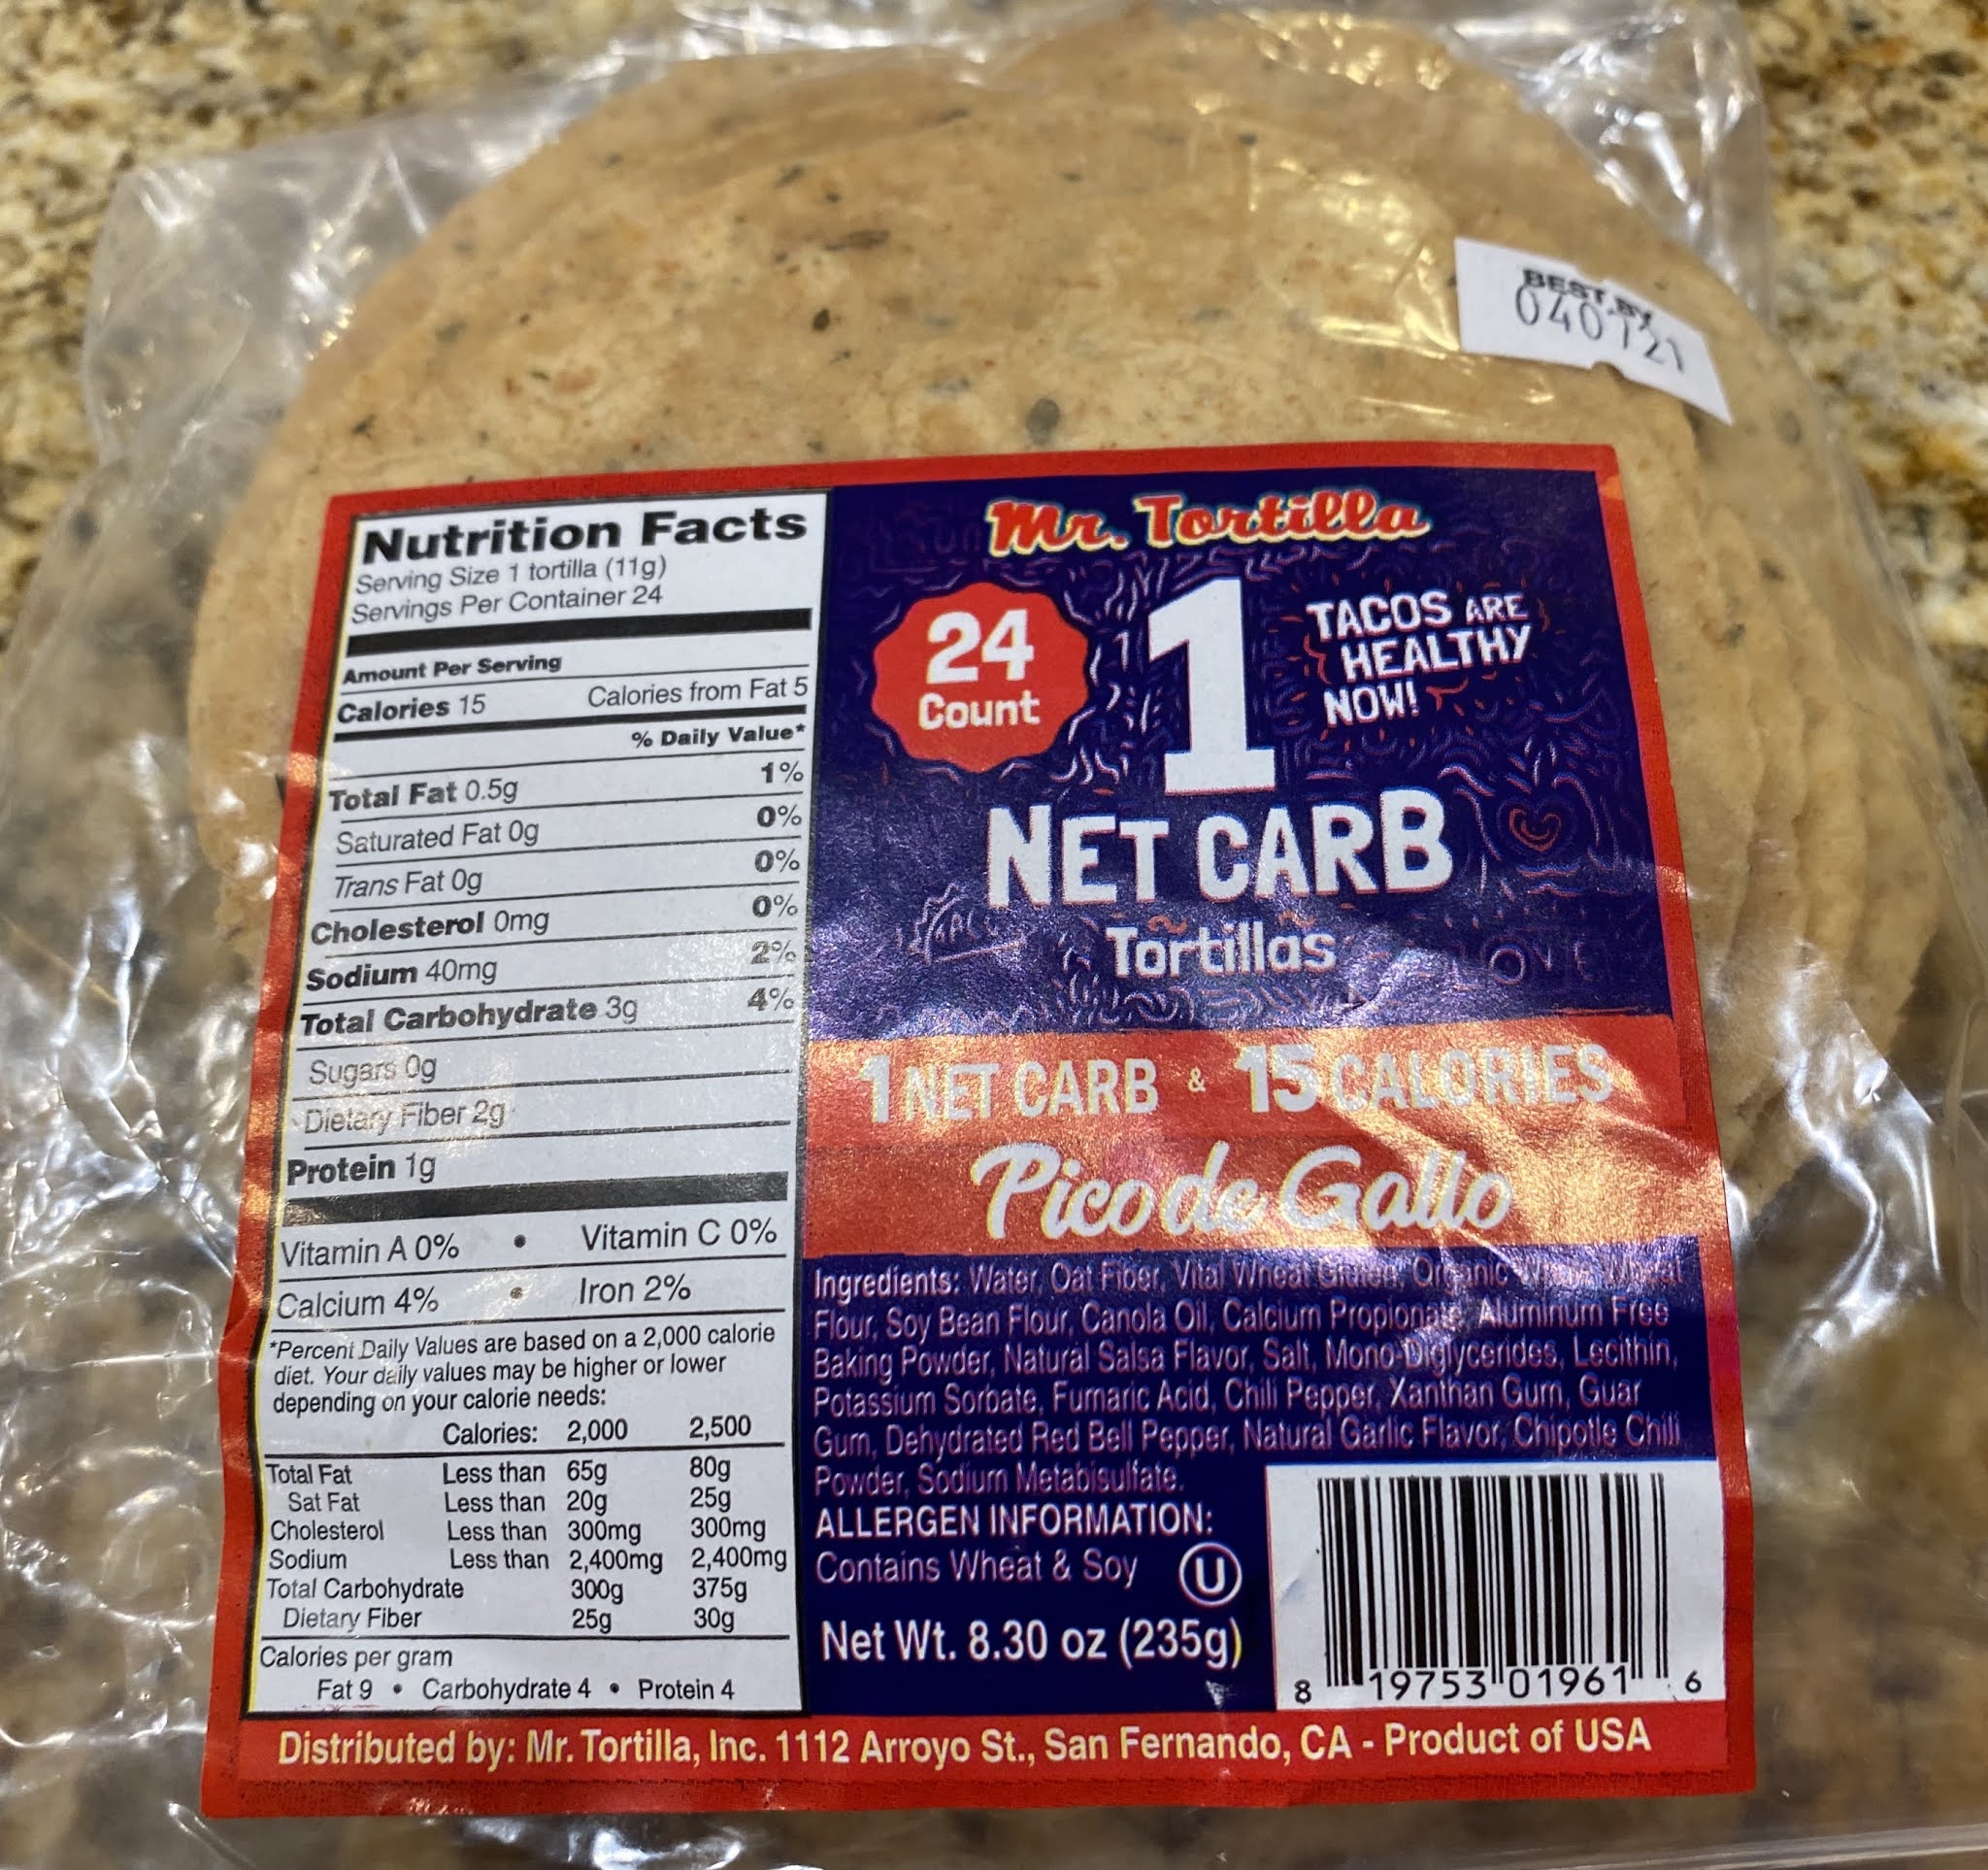 BEST BY
040721
Nutrition Facts
Serving Size 1 tortilla (11g)
Servings Per Container 24
Amount Per Serving
Calories 15 Calories from Fat 5
% Daily Value*
Total Fat 0.5g 1%
Saturated Fat 0g 0%
Trans Fat 0g 0%
Cholesterol 0mg 0%
Sodium 40mg 2%
Total Carbohydrate 3g 4%
Sugars 0g
Dietary Fiber 2g
Protein 1g
Vitamin A 0% • Vitamin C 0%
Calcium 4% • Iron 2%
*Percent Daily Values are based on a 2,000 calorie
diet. Your daily values may be higher or lower
depending on your calorie needs:
Calories: 2,000 2,500
Total Fat Less than 65g 80g
Sat Fat Less than 20g 25g
Cholesterol Less than 300mg 300mg
Sodium Less than 2,400mg 2,400mg
Total Carbohydrate 300g 375g
Dietary Fiber 25g 30g
Calories per gram
Fat 9 • Carbohydrate 4 • Protein 4
Mr. Tortilla
24
Count
1
TACOS ARE
HEALTHY
NOW!
NET CARB
Tortillas
LOVE
1 NET CARB & 15 CALORIES
Pico de Gallo
Ingredients: Water, Oat Fiber, Vital Wheat Gluten, Organic
Flour, Soy Bean Flour, Canola Oil, Calcium Propionate, Aluminum Free
Baking Powder, Natural Salsa Flavor, Salt, Mono-Diglycerides, Lecithin,
Potassium Sorbate, Fumaric Acid, Chili Pepper, Xanthan Gum, Guar
Gum, Dehydrated Red Bell Pepper, Natural Garlic Flavor, Chipotle Chili
Powder, Sodium Metabisulfate.
ALLERGEN INFORMATION:
Contains Wheat & Soy U
Net Wt. 8.30 oz (235g)
8 19753 01961 6
Distributed by: Mr. Tortilla, Inc. 1112 Arroyo St., San Fernando, CA - Product of USA